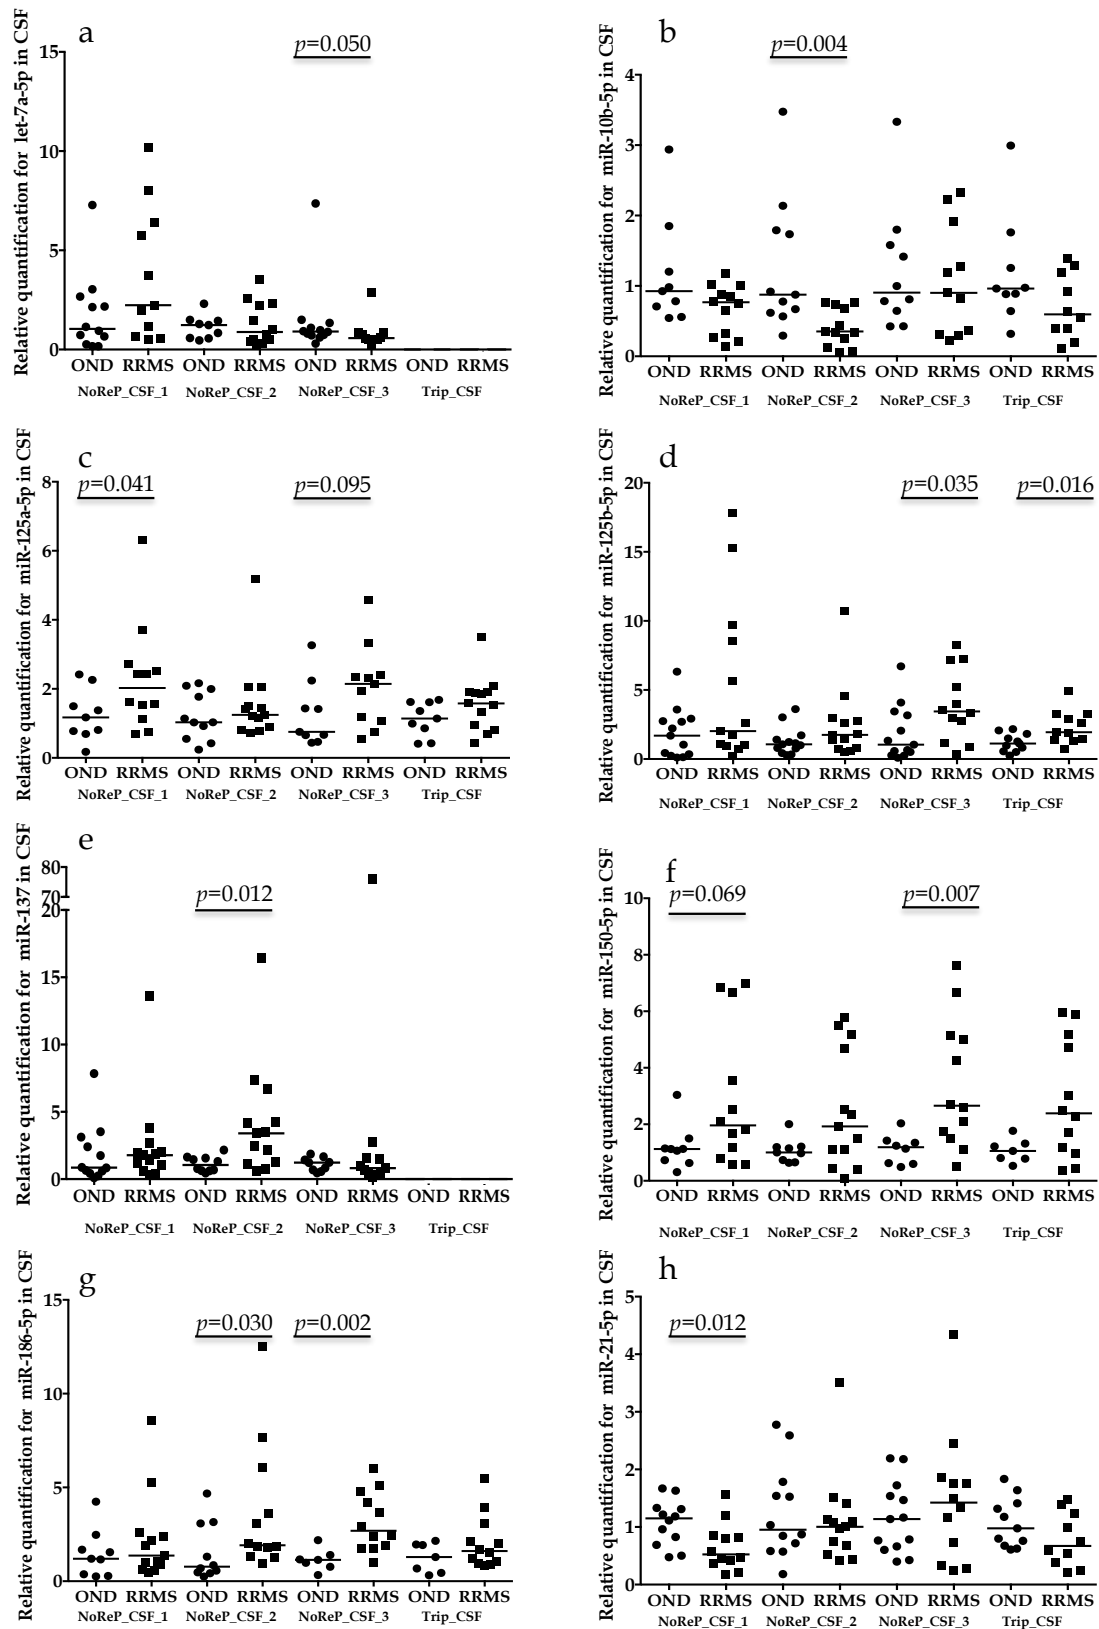 a
p=0.050
Relative quantification for let-7a-5p in CSF
15
10
5
0
OND RRMS OND RRMS OND RRMS OND RRMS
NoReP_CSF_1 NoReP_CSF_2 NoReP_CSF_3 Trip_CSF
b
p=0.004
Relative quantification for miR-10b-5p in CSF
4
3
2
1
0
OND RRMS OND RRMS OND RRMS OND RRMS
NoReP_CSF_1 NoReP_CSF_2 NoReP_CSF_3 Trip_CSF
c
p=0.041 p=0.095
Relative quantification for miR-125a-5p in CSF
8
6
4
2
0
OND RRMS OND RRMS OND RRMS OND RRMS
NoReP_CSF_1 NoReP_CSF_2 NoReP_CSF_3 Trip_CSF
d
p=0.035 p=0.016
Relative quantification for miR-125b-5p in CSF
20
15
10
5
0
OND RRMS OND RRMS OND RRMS OND RRMS
NoReP_CSF_1 NoReP_CSF_2 NoReP_CSF_3 Trip_CSF
e
p=0.012
Relative quantification for miR-137 in CSF
80
70
20
15
10
5
0
OND RRMS OND RRMS OND RRMS OND RRMS
NoReP_CSF_1 NoReP_CSF_2 NoReP_CSF_3 Trip_CSF
f
p=0.069 p=0.007
Relative quantification for miR-150-5p in CSF
10
8
6
4
2
0
OND RRMS OND RRMS OND RRMS OND RRMS
NoReP_CSF_1 NoReP_CSF_2 NoReP_CSF_3 Trip_CSF
g
p=0.030 p=0.002
Relative quantification for miR-186-5p in CSF
15
10
5
0
OND RRMS OND RRMS OND RRMS OND RRMS
NoReP_CSF_1 NoReP_CSF_2 NoReP_CSF_3 Trip_CSF
h
p=0.012
Relative quantification for miR-21-5p in CSF
5
4
3
2
1
0
OND RRMS OND RRMS OND RRMS OND RRMS
NoReP_CSF_1 NoReP_CSF_2 NoReP_CSF_3 Trip_CSF